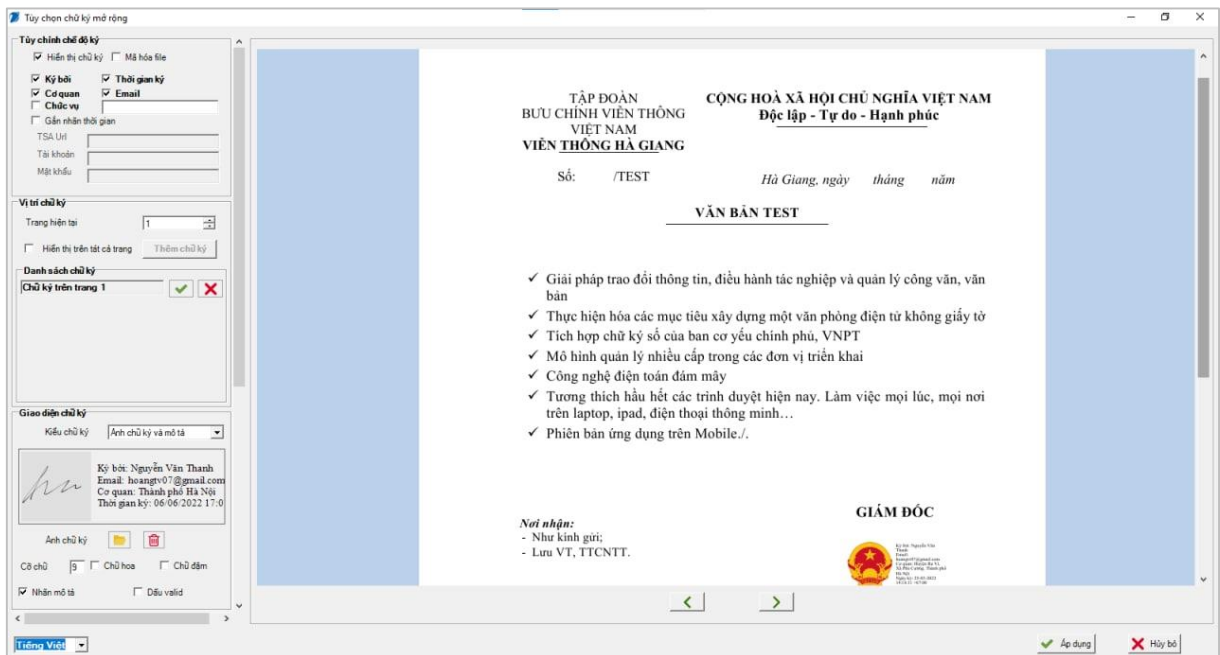 Tùy chọn chữ ký mở rộng
Tùy chỉnh chế độ ký
Hiển thị chữ ký
Mã hóa file
Ký bởi
Thời gian ký
Cơ quan
Email
Chức vụ
Gắn nhãn thời gian
TSA Url
Tài khoản
Mật khẩu
Vị trí chữ ký
Trang hiện tại
1
Hiển thị trên tất cả trang
Thêm chữ ký
Danh sách chữ ký
Chữ ký trên trang 1
Giao diện chữ ký
Kiểu chữ ký
Ảnh chữ ký và mô tả
Ký bởi: Nguyễn Văn Thanh
Email: hoangtv07@gmail.com
Cơ quan: Thành phố Hà Nội
Thời gian ký: 06/06/2022 17:0
Ảnh chữ ký
Cỡ chữ
9
Chữ hoa
Chữ đậm
Nhãn mô tả
Dấu valid
Tiếng Việt
TẬP ĐOÀN
BƯU CHÍNH VIỄN THÔNG
VIỆT NAM
VIỄN THÔNG HÀ GIANG
CỘNG HOÀ XÃ HỘI CHỦ NGHĨA VIỆT NAM
Độc lập - Tự do - Hạnh phúc
Số: /TEST
Hà Giang, ngày tháng năm
VĂN BẢN TEST
✓ Giải pháp trao đổi thông tin, điều hành tác nghiệp và quản lý công văn, văn
bản
✓ Thực hiện hóa các mục tiêu xây dựng một văn phòng điện tử không giấy tờ
✓ Tích hợp chữ ký số của ban cơ yếu chính phủ, VNPT
✓ Mô hình quản lý nhiều cấp trong các đơn vị triển khai
✓ Công nghệ điện toán đám mây
✓ Tương thích hầu hết các trình duyệt hiện nay. Làm việc mọi lúc, mọi nơi
trên laptop, ipad, điện thoại thông minh…
✓ Phiên bản ứng dụng trên Mobile./.
Nơi nhận:
- Như kính gửi;
- Lưu VT, TTCNTT.
GIÁM ĐỐC
Áp dụng
Hủy bỏ